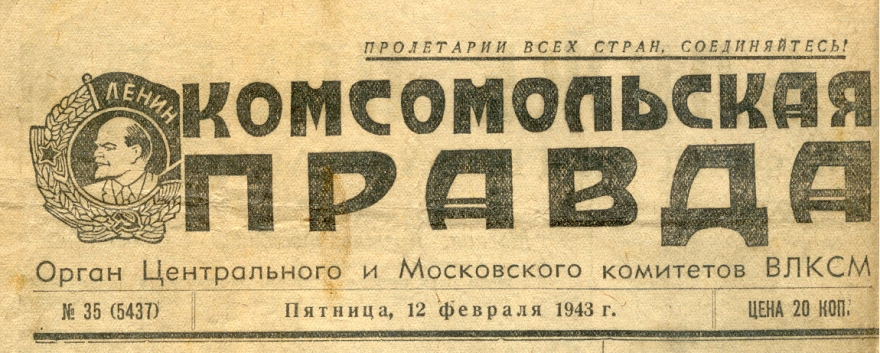 ПРОЛЕТАРИИ ВСЕХ СТРАН, СОЕДИНЯЙТЕСЬ!
ЛЕНИН
КОМСОМОЛЬСКАЯ
ПРАВДА
Орган Центрального и Московского комитетов ВЛКСМ
№ 35 (5437) Пятница, 12 февраля 1943 г. ЦЕНА 20 КОП.